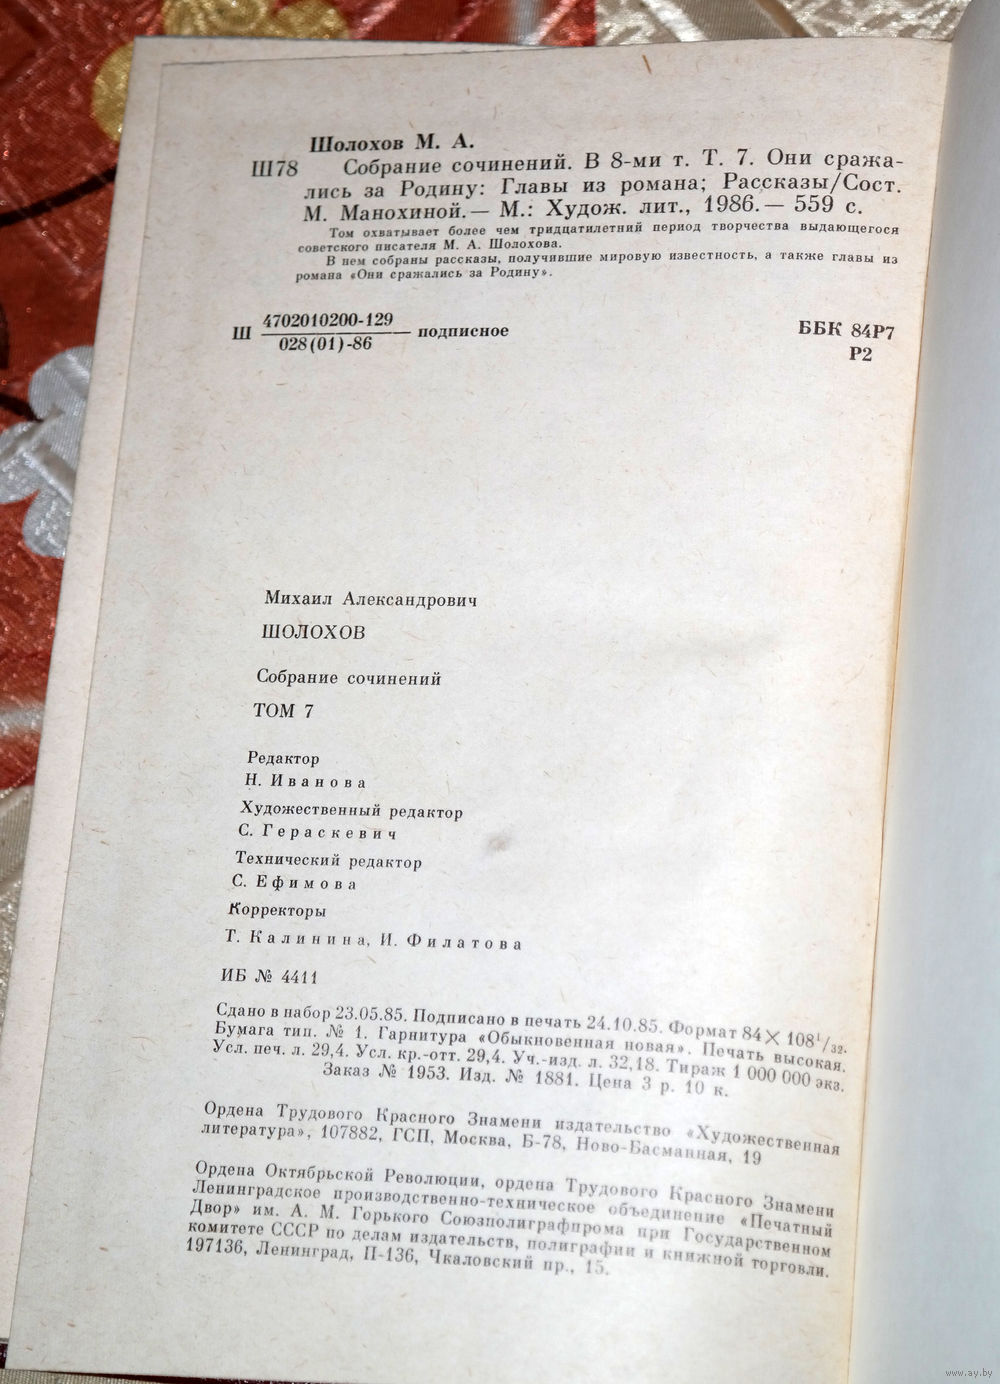 Шолохов М. А.
Ш78 Собрание сочинений. В 8-ми т. Т. 7. Они сража-
лись за Родину: Главы из романа; Рассказы/Сост.
М. Манохиной.— М.: Худож. лит., 1986.— 559 с.
Том охватывает более чем тридцатилетний период творчества выдающегося
советского писателя М. А. Шолохова.
В нем собраны рассказы, получившие мировую известность, а также главы из
романа «Они сражались за Родину».
Ш 4702010200-129 подписное
028(01)-86
ББК 84Р7
Р2
Михаил Александрович
ШОЛОХОВ
Собрание сочинений
ТОМ 7
Редактор
Н. Иванова
Художественный редактор
С. Гераскевич
Технический редактор
С. Ефимова
Корректоры
Т. Калинина, И. Филатова
ИБ № 4411
Сдано в набор 23.05.85. Подписано в печать 24.10.85. Формат 84×108¹/₃₂.
Бумага тип. № 1. Гарнитура «Обыкновенная новая». Печать высокая.
Усл. печ. л. 29,4. Усл. кр.-отт. 29,4. Уч.-изд. л. 32,18. Тираж 1 000 000 экз.
Заказ № 1953. Изд. № 1881. Цена 3 р. 10 к.
Ордена Трудового Красного Знамени издательство «Художественная
литература», 107882, ГСП, Москва, Б-78, Ново-Басманная, 19
Ордена Октябрьской Революции, ордена Трудового Красного Знамени
Ленинградское производственно-техническое объединение «Печатный
Двор» им. А. М. Горького Союзполиграфпрома при Государственном
комитете СССР по делам издательств, полиграфии и книжной торговли.
197136, Ленинград, П-136, Чкаловский пр., 15.
www.ay.by